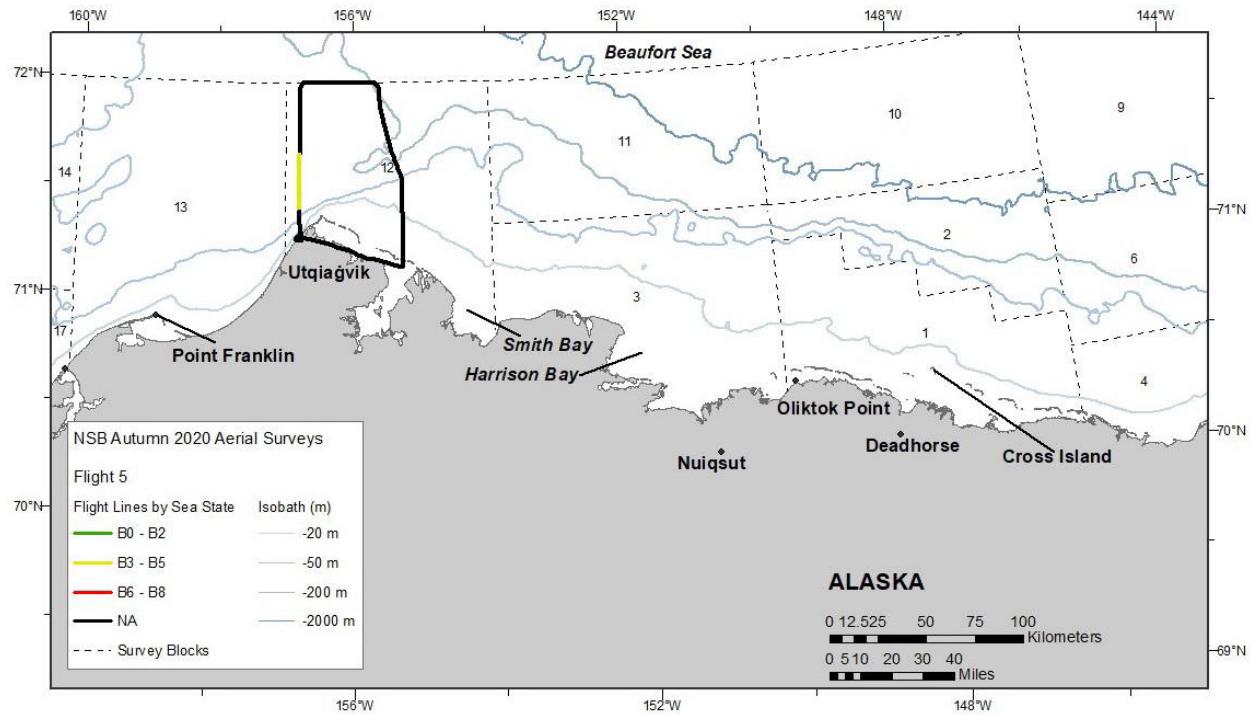 160°W 156°W 152°W 148°W 144°W
72°N
Beaufort Sea
9
10
11
14
12
13
71°N
2
6
Utqiaġvik
71°N
3
17
1
Point Franklin
Smith Bay
Harrison Bay
4
Oliktok Point
70°N
Deadhorse
Cross Island
Nuiqsut
70°N
NSB Autumn 2020 Aerial Surveys
Flight 5
Flight Lines by Sea State Isobath (m)
B0 - B2 -20 m
B3 - B5 -50 m
B6 - B8 -200 m
NA -2000 m
Survey Blocks
ALASKA
0 12.525 50 75 100
Kilometers
0 5 10 20 30 40
Miles
69°N
156°W 152°W 148°W